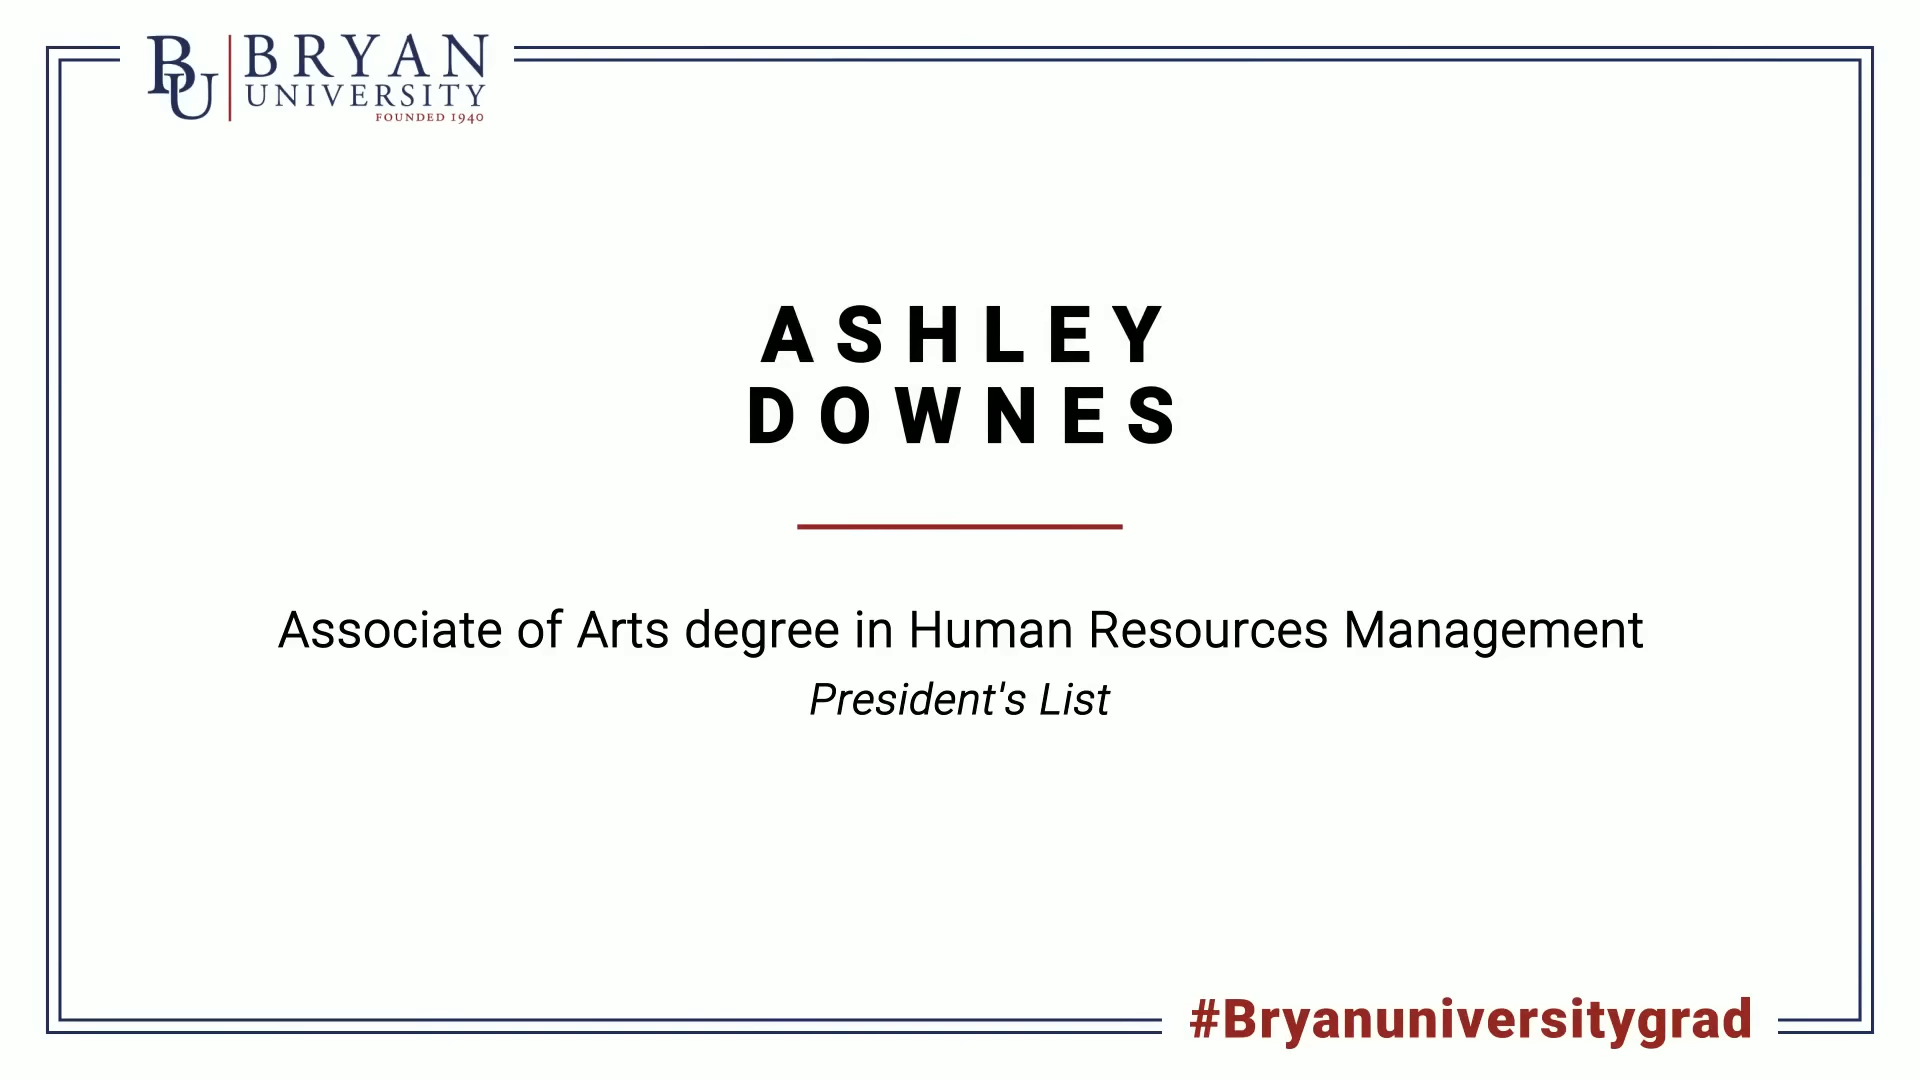 BU
BRYAN
UNIVERSITY
FOUNDED 1940
ASHLEY
DOWNES
Associate of Arts degree in Human Resources Management
President's List
#Bryanuniversitygrad